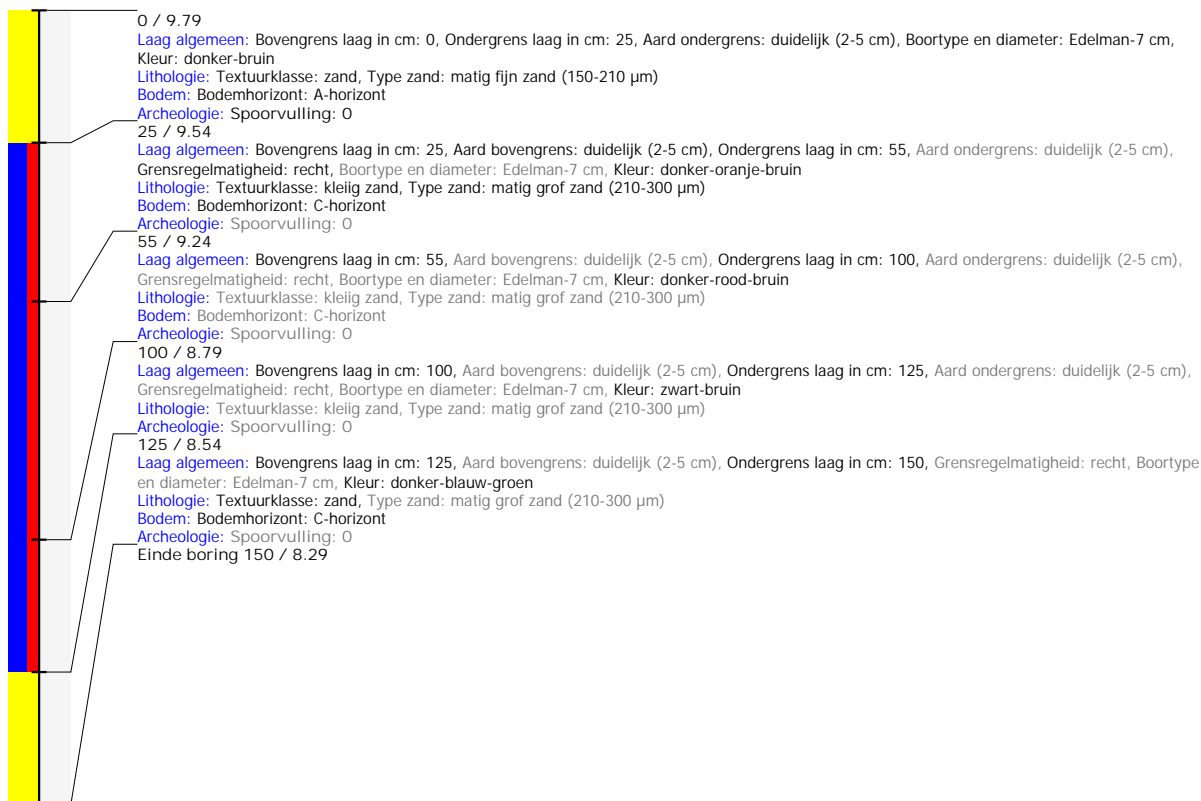 0 / 9.79
Laag algemeen: Bovengrens laag in cm: 0, Ondergrens laag in cm: 25, Aard ondergrens: duidelijk (2-5 cm), Boortype en diameter: Edelman-7 cm,
Kleur: donker-bruin
Lithologie: Textuurklasse: zand, Type zand: matig fijn zand (150-210 µm)
Bodem: Bodemhorizont: A-horizont
Archeologie: Spoorvulling: 0
25 / 9.54
Laag algemeen: Bovengrens laag in cm: 25, Aard bovengrens: duidelijk (2-5 cm), Ondergrens laag in cm: 55, Aard ondergrens: duidelijk (2-5 cm),
Grensregelmatigheid: recht, Boortype en diameter: Edelman-7 cm, Kleur: donker-oranje-bruin
Lithologie: Textuurklasse: kleiig zand, Type zand: matig grof zand (210-300 µm)
Bodem: Bodemhorizont: C-horizont
Archeologie: Spoorvulling: 0
55 / 9.24
Laag algemeen: Bovengrens laag in cm: 55, Aard bovengrens: duidelijk (2-5 cm), Ondergrens laag in cm: 100, Aard ondergrens: duidelijk (2-5 cm),
Grensregelmatigheid: recht, Boortype en diameter: Edelman-7 cm, Kleur: donker-rood-bruin
Lithologie: Textuurklasse: kleiig zand, Type zand: matig grof zand (210-300 µm)
Bodem: Bodemhorizont: C-horizont
Archeologie: Spoorvulling: 0
100 / 8.79
Laag algemeen: Bovengrens laag in cm: 100, Aard bovengrens: duidelijk (2-5 cm), Ondergrens laag in cm: 125, Aard ondergrens: duidelijk (2-5 cm),
Grensregelmatigheid: recht, Boortype en diameter: Edelman-7 cm, Kleur: zwart-bruin
Lithologie: Textuurklasse: kleiig zand, Type zand: matig grof zand (210-300 µm)
Archeologie: Spoorvulling: 0
125 / 8.54
Laag algemeen: Bovengrens laag in cm: 125, Aard bovengrens: duidelijk (2-5 cm), Ondergrens laag in cm: 150, Grensregelmatigheid: recht, Boortype
en diameter: Edelman-7 cm, Kleur: donker-blauw-groen
Lithologie: Textuurklasse: zand, Type zand: matig grof zand (210-300 µm)
Bodem: Bodemhorizont: C-horizont
Archeologie: Spoorvulling: 0
Einde boring 150 / 8.29